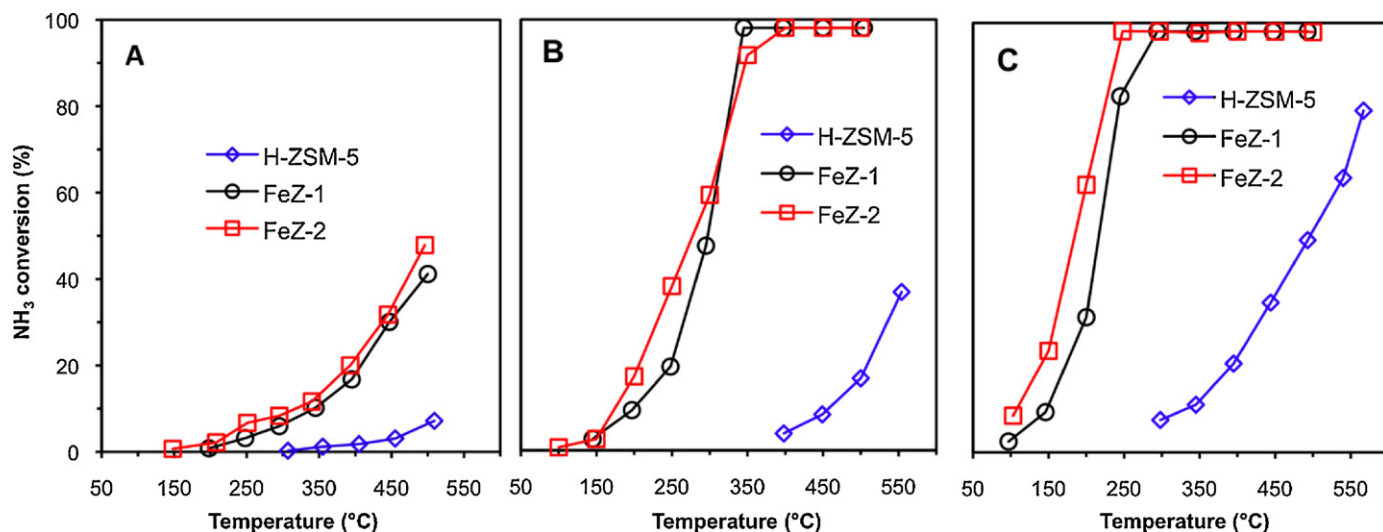 NH3 conversion (%)
100
80
60
40
20
0
A
H-ZSM-5
FeZ-1
FeZ-2
50 150 250 350 450 550
Temperature (°C)
B
H-ZSM-5
FeZ-1
FeZ-2
50 150 250 350 450 550
Temperature (°C)
C
H-ZSM-5
FeZ-1
FeZ-2
50 150 250 350 450 550
Temperature (°C)